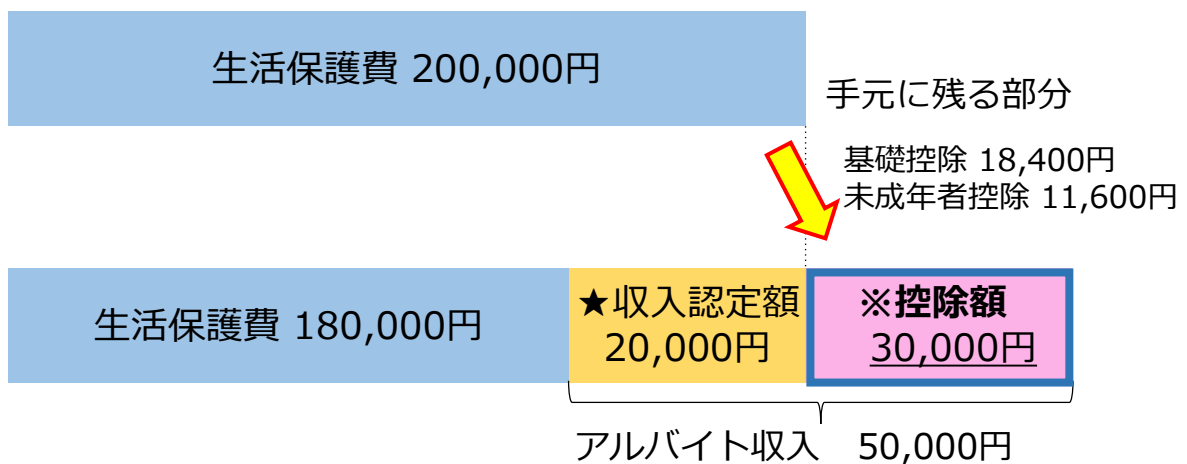 生活保護費 200,000円
手元に残る部分
基礎控除 18,400円
未成年者控除 11,600円
生活保護費 180,000円
★収入認定額
20,000円
※控除額
30,000円
アルバイト収入　50,000円